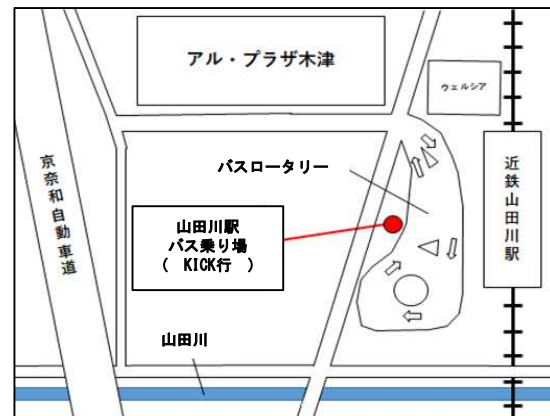 アル・プラザ木津
ウェルシア
バスロータリー
京奈和自動車道
近鉄山田川駅
山田川駅
バス乗り場
( KICK行 )
山田川